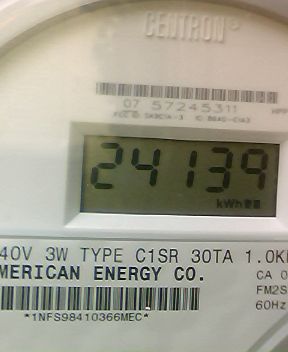 CENTRON®
07 57245311
24139
kWh
40V 3W TYPE C1SR 30TA 1.0K
MERICAN ENERGY CO.
CA 0
FM2S
60Hz
*1NFS98410366MEC*